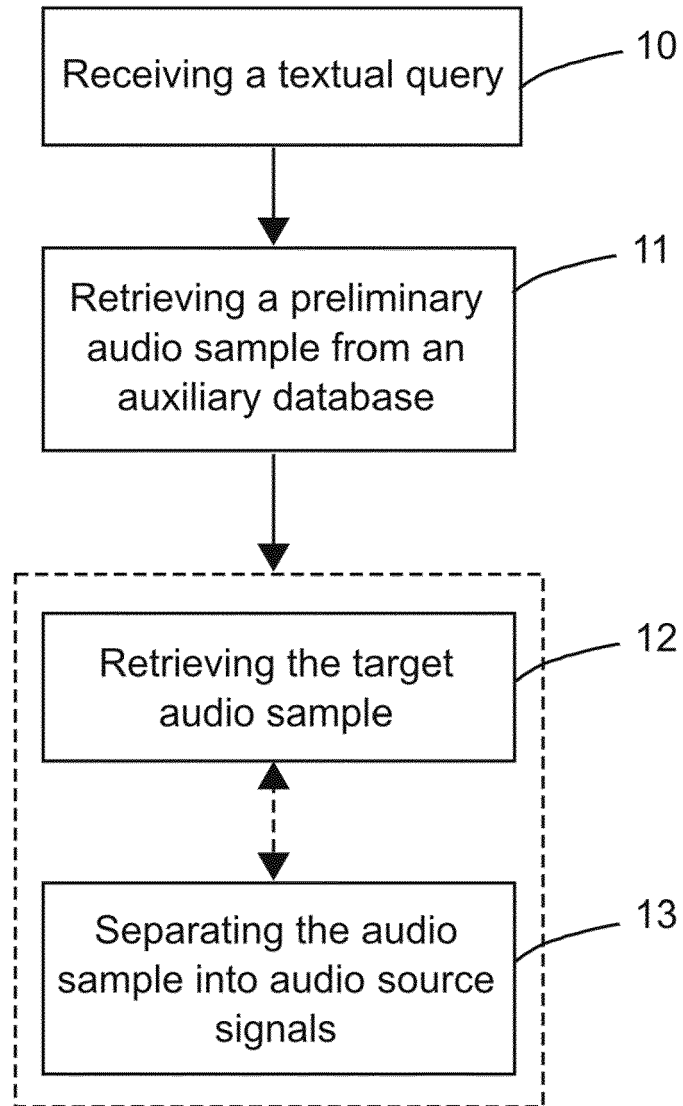 Receiving a textual query
10
Retrieving a preliminary
audio sample from an
auxiliary database
11
Retrieving the target
audio sample
12
Separating the audio
sample into audio source
signals
13